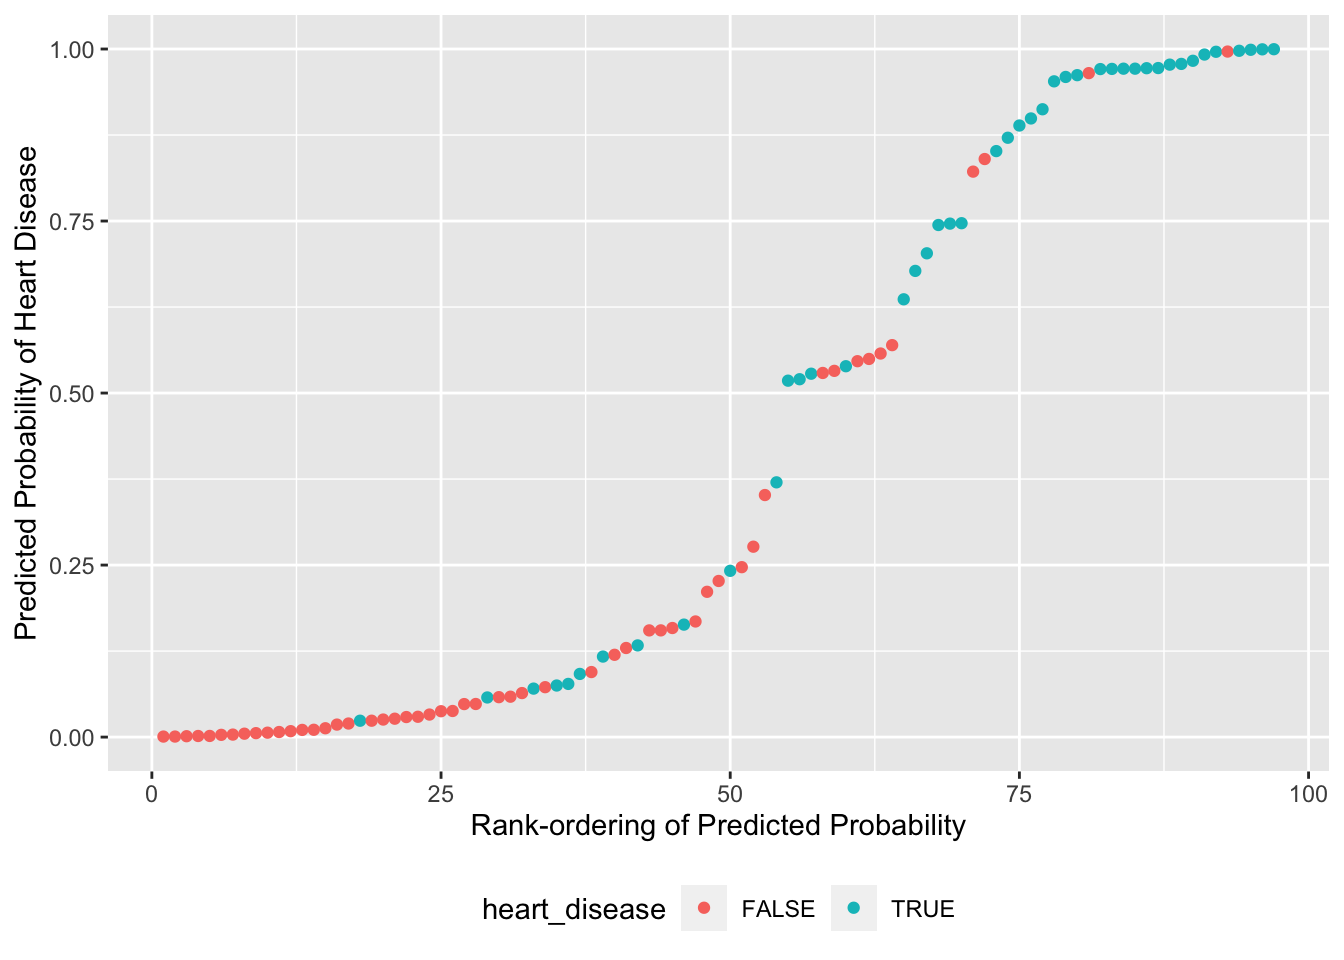 Predicted Probability of Heart Disease
1.00
0.75
0.50
0.25
0.00
0 25 50 75 100
Rank-ordering of Predicted Probability
heart_disease FALSE TRUE